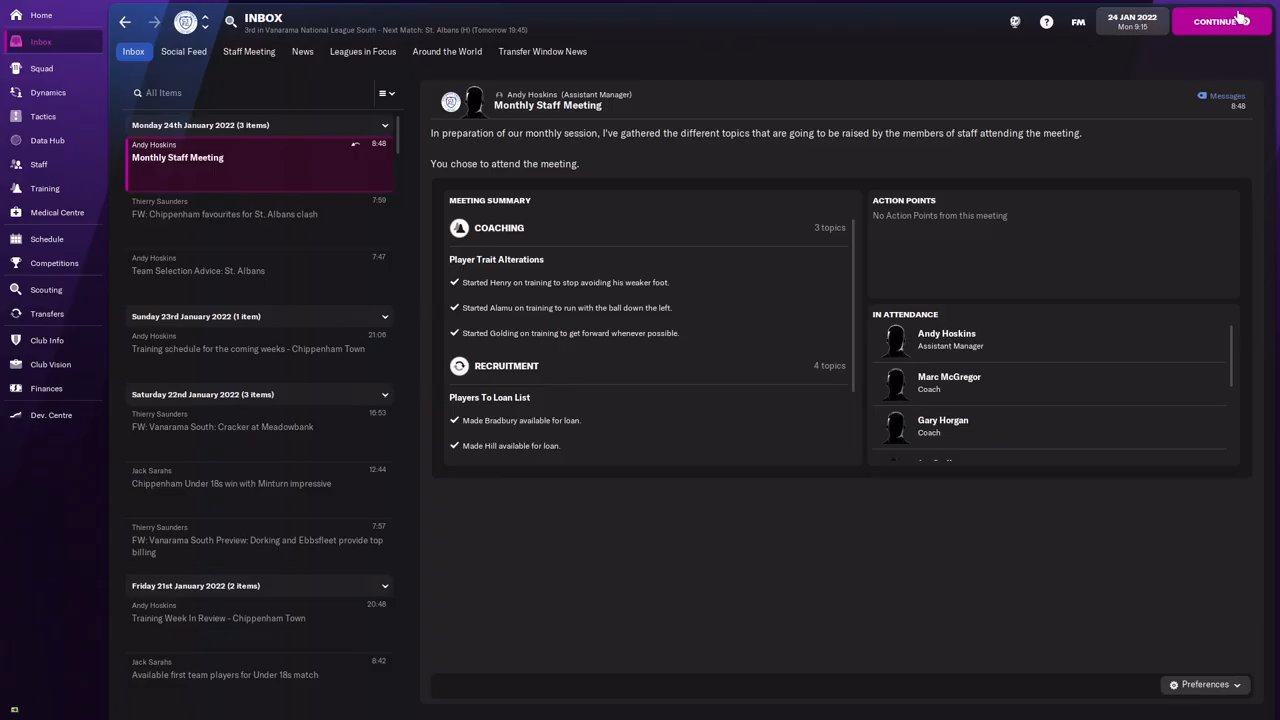 Home
Inbox
Squad
Dynamics
Tactics
Data Hub
Staff
Training
Medical Centre
Schedule
Competitions
Scouting
Transfers
Club Info
Club Vision
Finances
Dev. Centre
INBOX
3rd in Vanarama National League South - Next Match: St. Albans (H) (Tomorrow 19:45)
FM
24 JAN 2022
Mon 9:15
CONTINUE
Inbox
Social Feed
Staff Meeting
News
Leagues in Focus
Around the World
Transfer Window News
All Items
Monday 24th January 2022 (3 items)
Andy Hoskins 8:48
Monthly Staff Meeting
Thierry Saunders 7:59
FW: Chippenham favourites for St. Albans clash
Andy Hoskins 7:47
Team Selection Advice: St. Albans
Sunday 23rd January 2022 (1 item)
Andy Hoskins 21:06
Training schedule for the coming weeks - Chippenham Town
Saturday 22nd January 2022 (3 items)
Thierry Saunders 16:53
FW: Vanarama South: Cracker at Meadowbank
Jack Sarahs 12:44
Chippenham Under 18s win with Minturn impressive
Thierry Saunders 7:57
FW: Vanarama South Preview: Dorking and Ebbsfleet provide top
billing
Friday 21st January 2022 (2 items)
Andy Hoskins 20:48
Training Week In Review - Chippenham Town
Jack Sarahs 8:42
Available first team players for Under 18s match
Andy Hoskins (Assistant Manager)
Monthly Staff Meeting
Messages
8:48
In preparation of our monthly session, I've gathered the different topics that are going to be raised by the members of staff attending the meeting.
You chose to attend the meeting.
MEETING SUMMARY
COACHING 3 topics
Player Trait Alterations
Started Henry on training to stop avoiding his weaker foot.
Started Alamu on training to run with the ball down the left.
Started Golding on training to get forward whenever possible.
RECRUITMENT 4 topics
Players To Loan List
Made Bradbury available for loan.
Made Hill available for loan.
ACTION POINTS
No Action Points from this meeting
IN ATTENDANCE
Andy Hoskins
Assistant Manager
Marc McGregor
Coach
Gary Horgan
Coach
Preferences